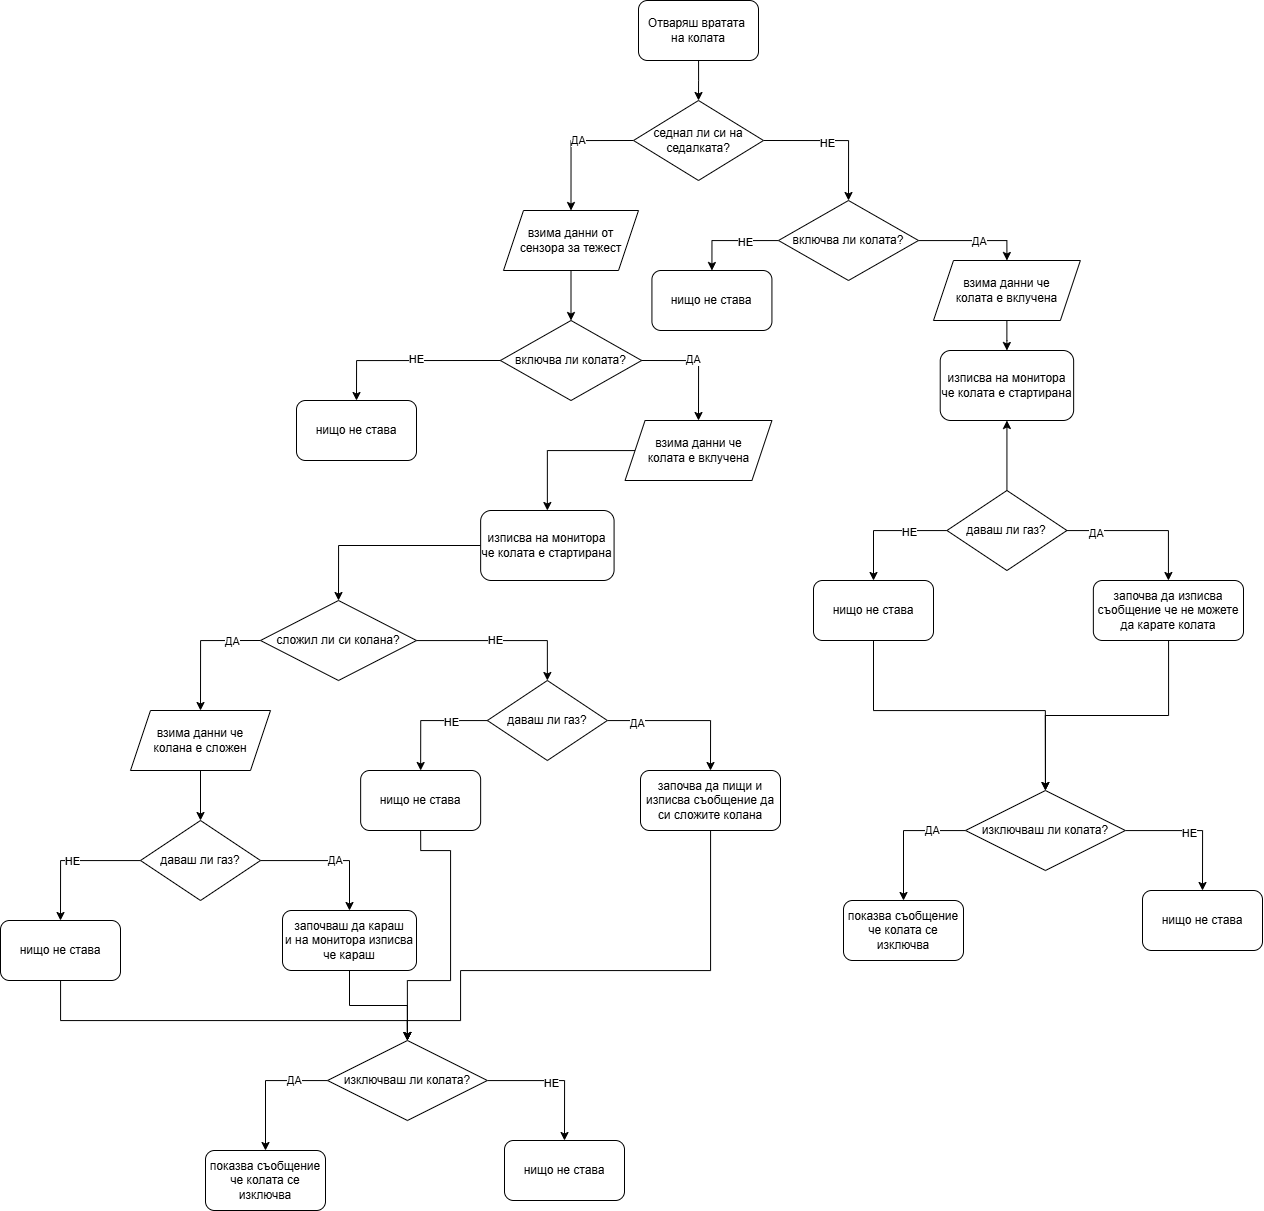 Отваряш вратата
на колата
седнал ли си на
седалката?
ДА
НЕ
взима данни от
сензора за тежест
включва ли колата?
НЕ
ДА
нищо не става
взима данни че
колата е вклучена
включва ли колата?
НЕ
ДА
нищо не става
взима данни че
колата е вклучена
изписва на монитора
че колата е стартирана
изписва на монитора
че колата е стартирана
даваш ли газ?
НЕ
ДА
нищо не става
започва да изписва
съобщение че не можете
да карате колата
сложил ли си колана?
ДА
НЕ
взима данни че
колана е сложен
даваш ли газ?
НЕ
ДА
нищо не става
започва да пищи и
изписва съобщение да
си сложите колана
даваш ли газ?
НЕ
ДА
нищо не става
започваш да караш
и на монитора изписва
че караш
изключваш ли колата?
ДА
НЕ
показва съобщение
че колата се
изключва
нищо не става
изключваш ли колата?
ДА
НЕ
показва съобщение
че колата се
изключва
нищо не става